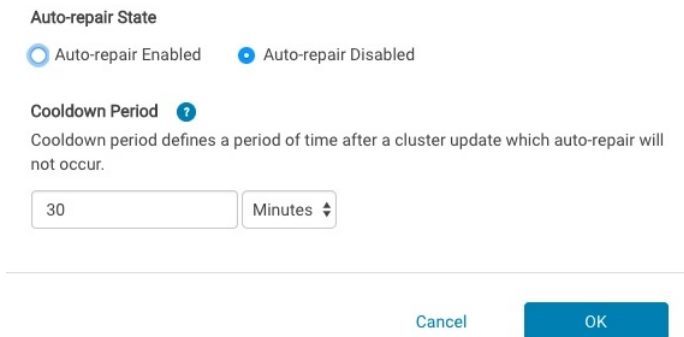 Auto-repair State
Auto-repair Enabled Auto-repair Disabled
Cooldown Period ?
Cooldown period defines a period of time after a cluster update which auto-repair will
not occur.
30 Minutes
Cancel OK